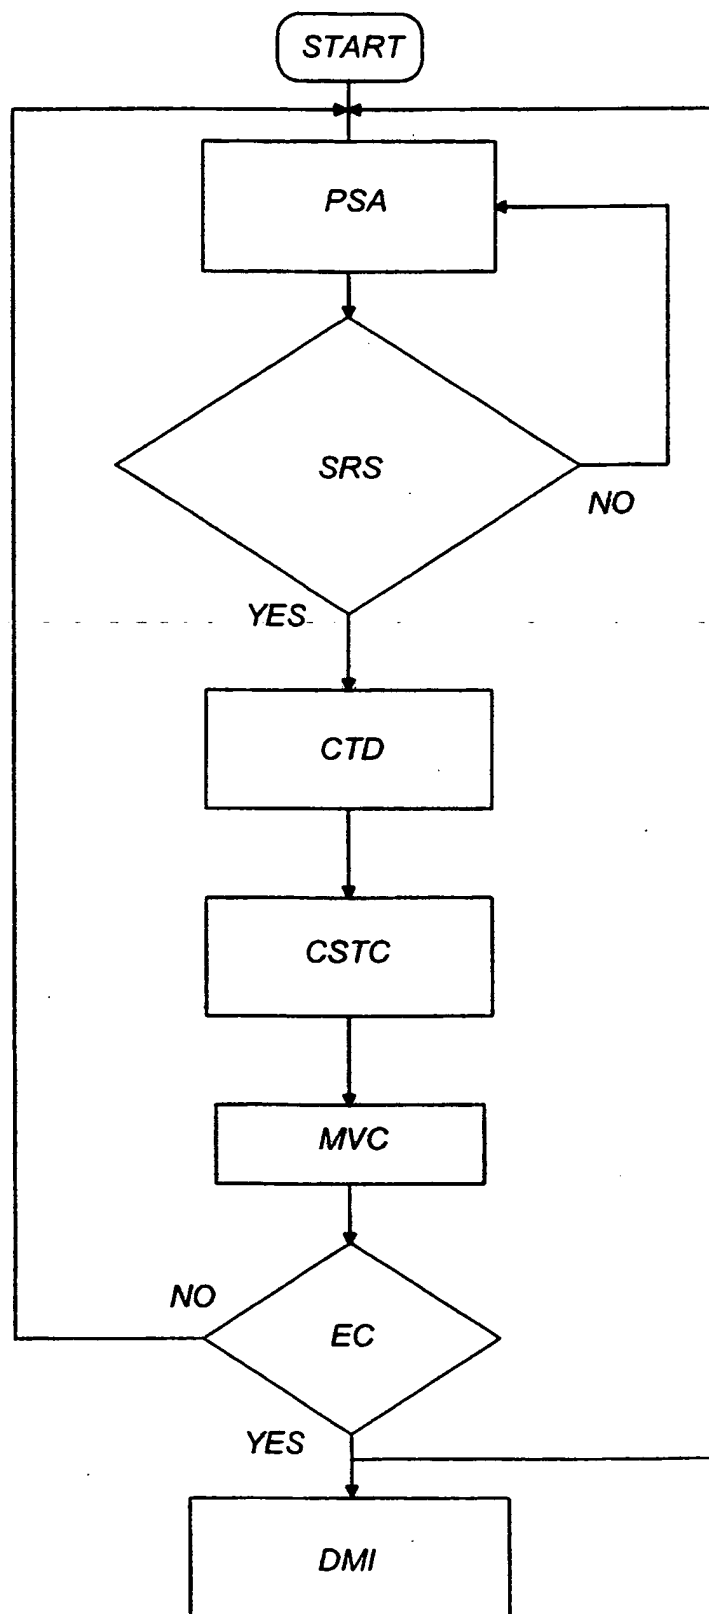 START
PSA
SRS
NO
YES
CTD
CSTC
MVC
NO
EC
YES
DMI